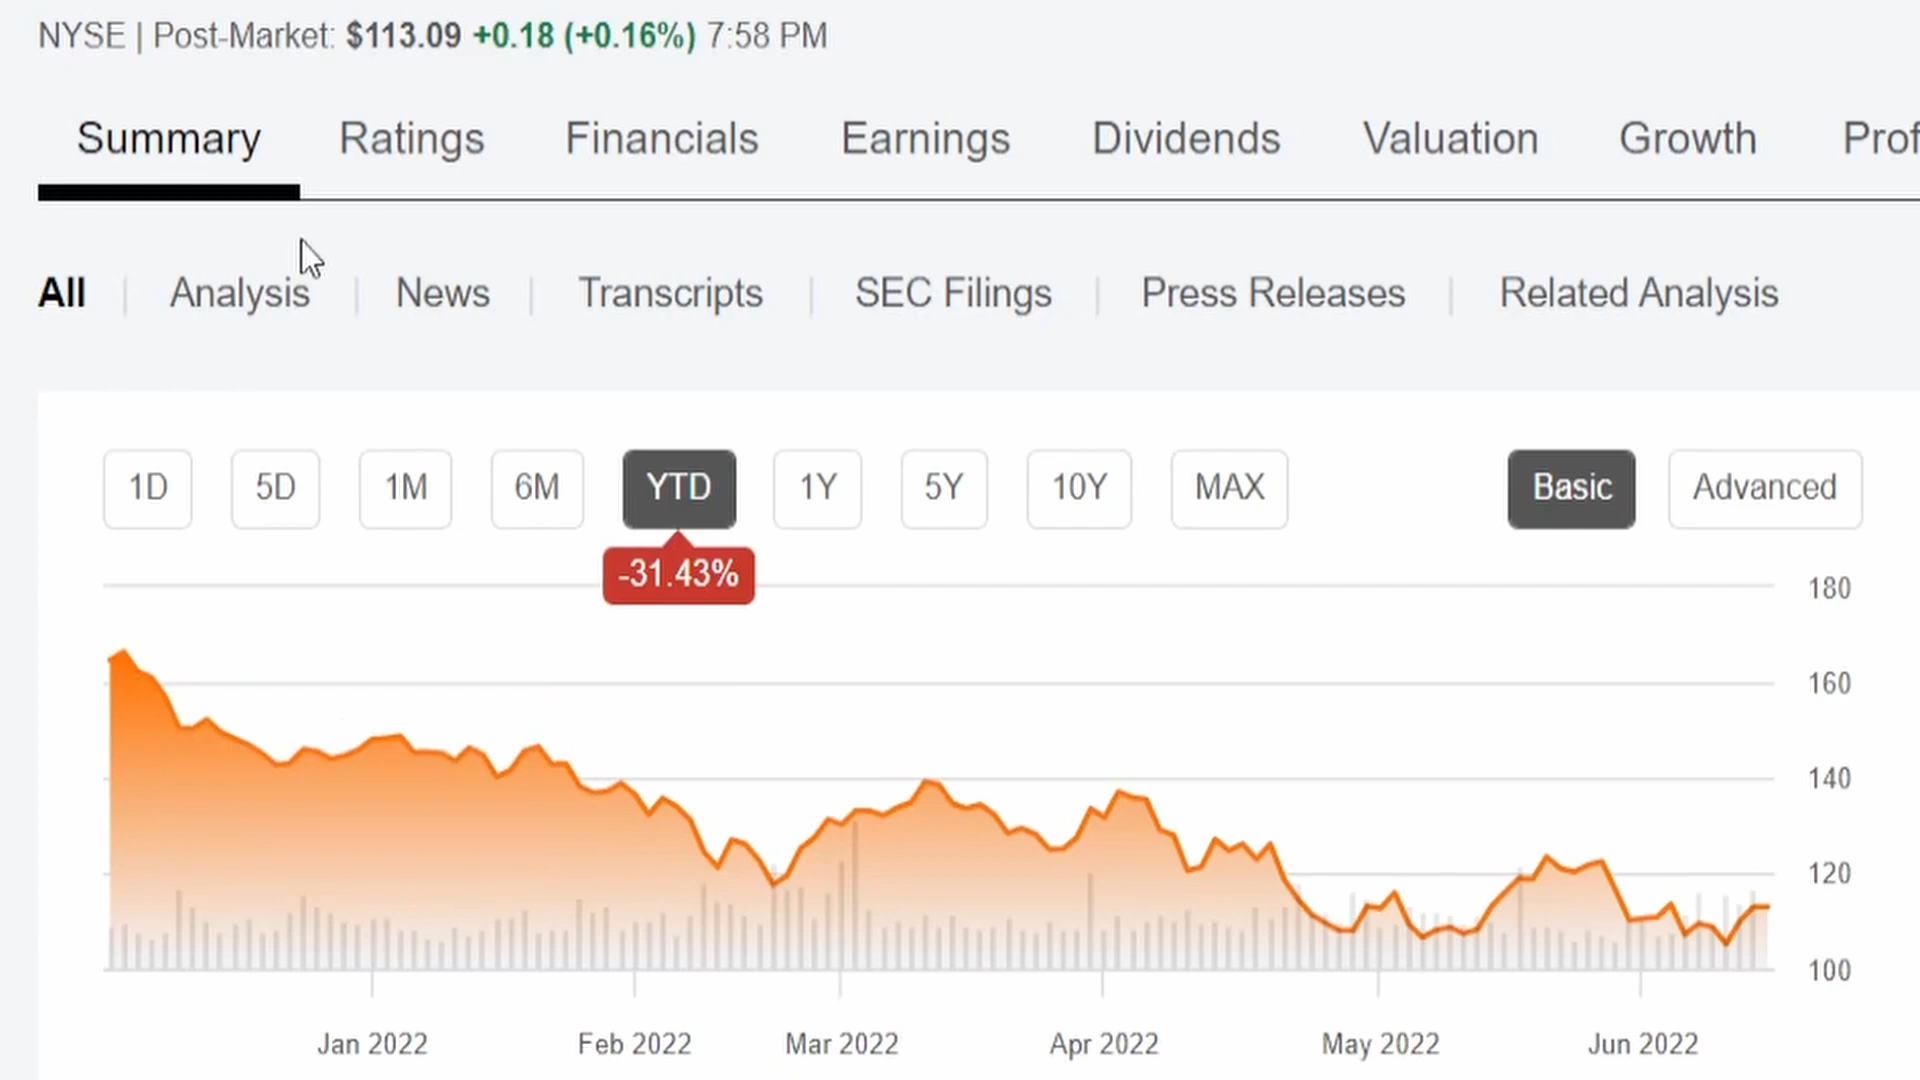 NYSE | Post-Market: $113.09 +0.18 (+0.16%) 7:58 PM
Summary Ratings Financials Earnings Dividends Valuation Growth Prof
All | Analysis | News | Transcripts | SEC Filings | Press Releases | Related Analysis
1D 5D 1M 6M YTD 1Y 5Y 10Y MAX Basic Advanced
-31.43%
180
160
140
120
100
Jan 2022 Feb 2022 Mar 2022 Apr 2022 May 2022 Jun 2022